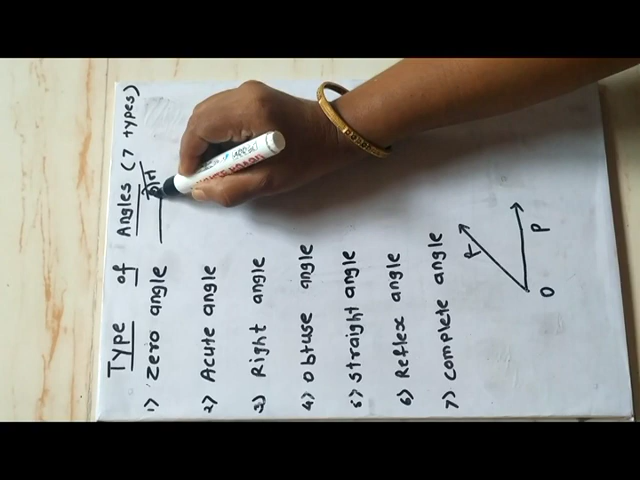 Type of Angles (7 types)
1) Zero angle
2) Acute angle
3) Right angle
4) Obtuse angle
5) straight angle
6) Reflex angle
7) complete angle
O
P